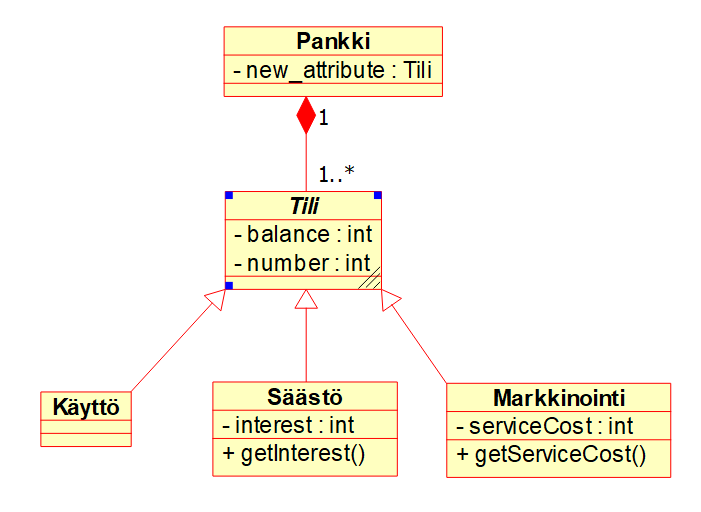 Pankki
- new_attribute : Tili
1
1..*
Tili
- balance : int
- number : int
Käyttö
Säästö
- interest : int
+ getInterest()
Markkinointi
- serviceCost : int
+ getServiceCost()